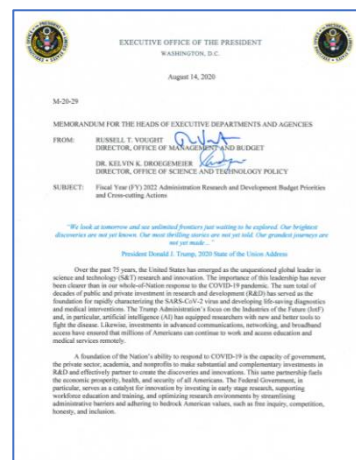 EXECUTIVE OFFICE OF THE PRESIDENT
WASHINGTON, D.C.
August 14, 2020
M-20-29
MEMORANDUM FOR THE HEADS OF EXECUTIVE DEPARTMENTS AND AGENCIES
FROM: RUSSELL T. VOUGHT
DIRECTOR, OFFICE OF MANAGEMENT AND BUDGET
DR. KELVIN K. DROEGEMEIER
DIRECTOR, OFFICE OF SCIENCE AND TECHNOLOGY POLICY
SUBJECT: Fiscal Year (FY) 2022 Administration Research and Development Budget Priorities
and Cross-cutting Actions
"We look at tomorrow and see unlimited frontiers just waiting to be explored. Our brightest
discoveries are not yet known. Our most thrilling stories are not yet told. Our grandest journeys are
not yet made..."
President Donald J. Trump, 2020 State of the Union Address
Over the past 75 years, the United States has emerged as the unquestioned global leader in
science and technology (S&T) research and innovation. The importance of this leadership has never
been clearer than in our whole-of-Nation response to the COVID-19 pandemic. The sum total of
decades of public and private investment in research and development (R&D) has served as the
foundation for rapidly characterizing the SARS-CoV-2 virus and developing life-saving diagnostics
and medical interventions. The Trump Administration's focus on the Industries of the Future (IotF)
and, in particular, artificial intelligence (AI) has equipped researchers with new and better tools to
fight the disease. Likewise, investments in advanced communications, networking, and broadband
access have ensured that millions of Americans can continue to work and access education and
medical services remotely.
A foundation of the Nation's ability to respond to COVID-19 is the capacity of government,
the private sector, academia, and nonprofits to make substantial and complementary investments in
R&D and effectively partner to create the discoveries and innovations. This same partnership fuels
the economic prosperity, health, and security of all Americans. The Federal Government, in
particular, serves as a catalyst for innovation by investing in early stage research, supporting
workforce education and training, and optimizing research environments by streamlining
administrative barriers and adhering to bedrock American values, such as free inquiry, competition,
honesty, and inclusion.